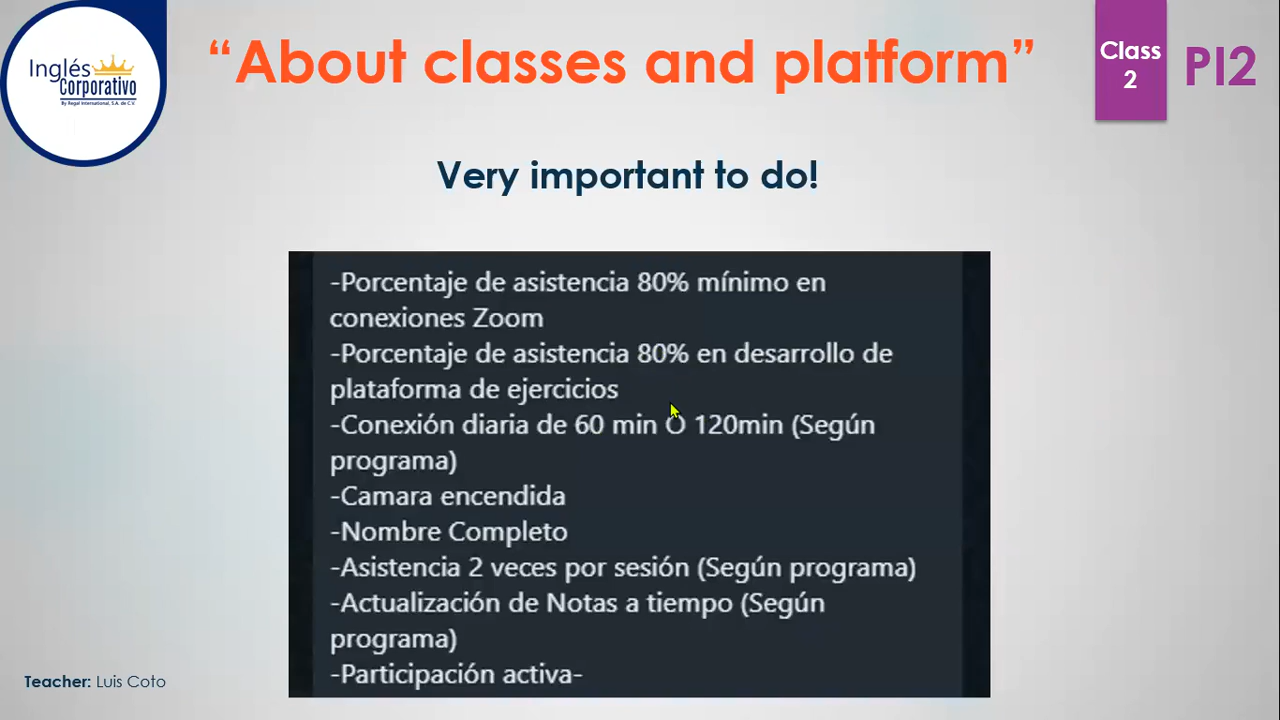 Inglés
Corporativo
By Regal International, S.A. de C.V.
“About classes and platform”
Class
2
PI2
Very important to do!
-Porcentaje de asistencia 80% mínimo en
conexiones Zoom
-Porcentaje de asistencia 80% en desarrollo de
plataforma de ejercicios
-Conexión diaria de 60 min O 120min (Según
programa)
-Camara encendida
-Nombre Completo
-Asistencia 2 veces por sesión (Según programa)
-Actualización de Notas a tiempo (Según
programa)
-Participación activa-
Teacher: Luis Coto